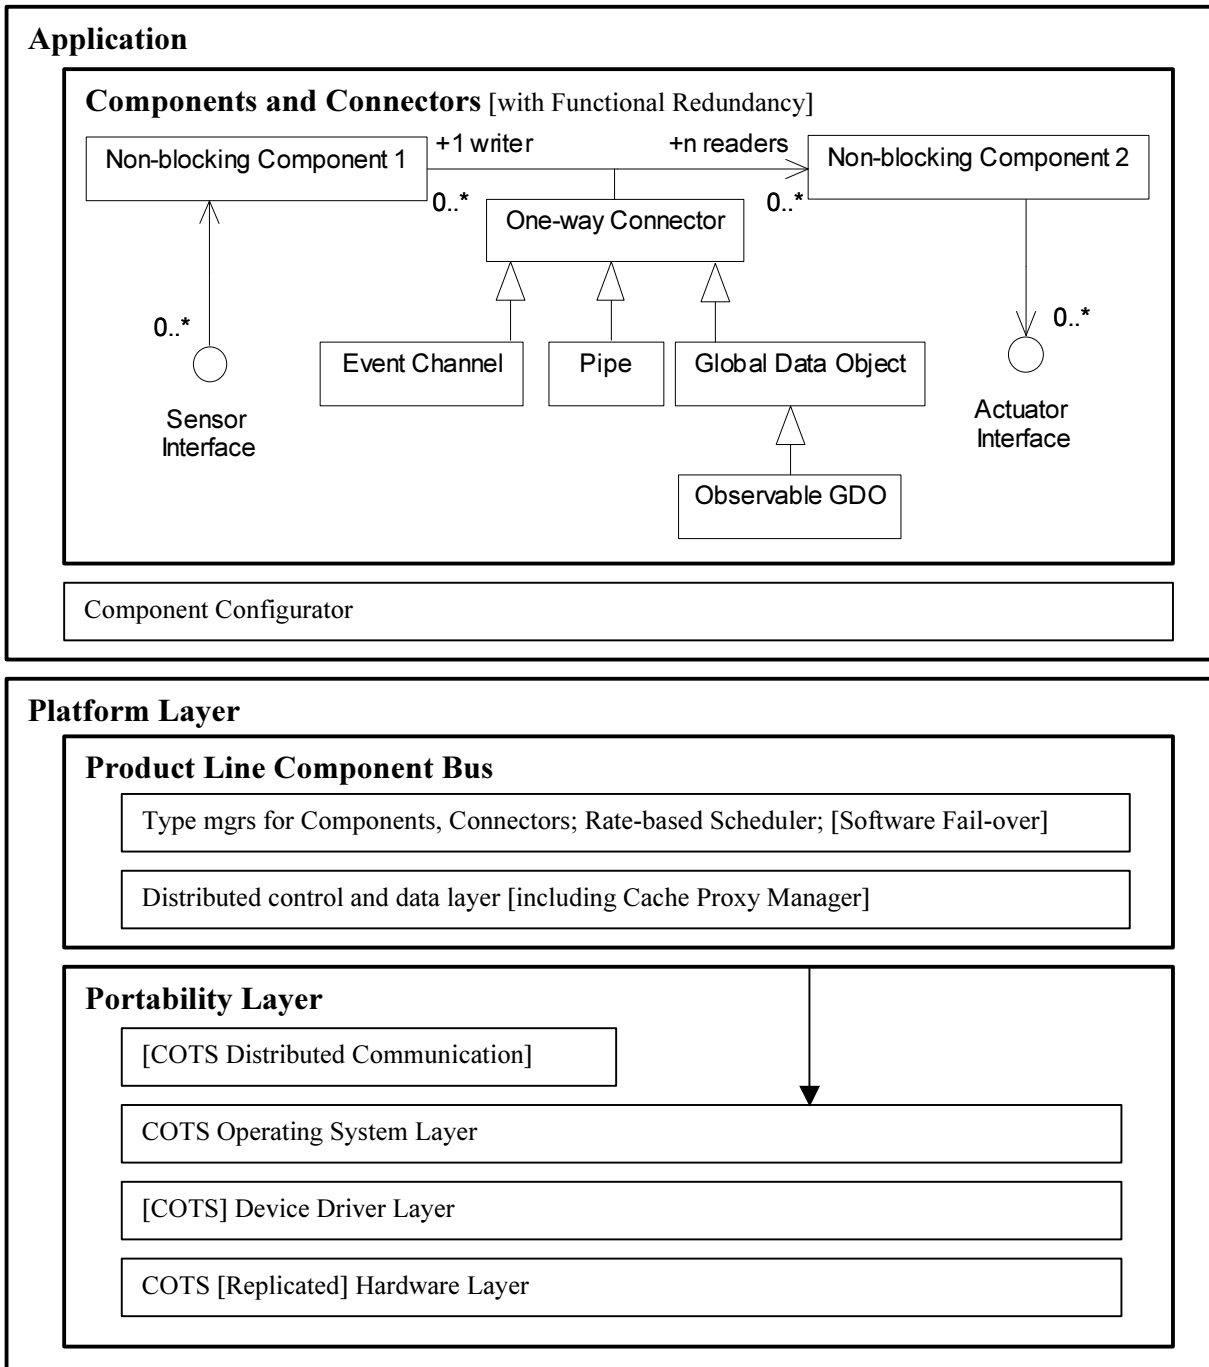 Application
Components and Connectors [with Functional Redundancy]
Non-blocking Component 1
+1 writer
+n readers
Non-blocking Component 2
0..*
0..*
One-way Connector
0..*
0..*
Event Channel
Pipe
Global Data Object
Sensor
Interface
Actuator
Interface
Observable GDO
Component Configurator
Platform Layer
Product Line Component Bus
Type mgrs for Components, Connectors; Rate-based Scheduler; [Software Fail-over]
Distributed control and data layer [including Cache Proxy Manager]
Portability Layer
[COTS Distributed Communication]
COTS Operating System Layer
[COTS] Device Driver Layer
COTS [Replicated] Hardware Layer